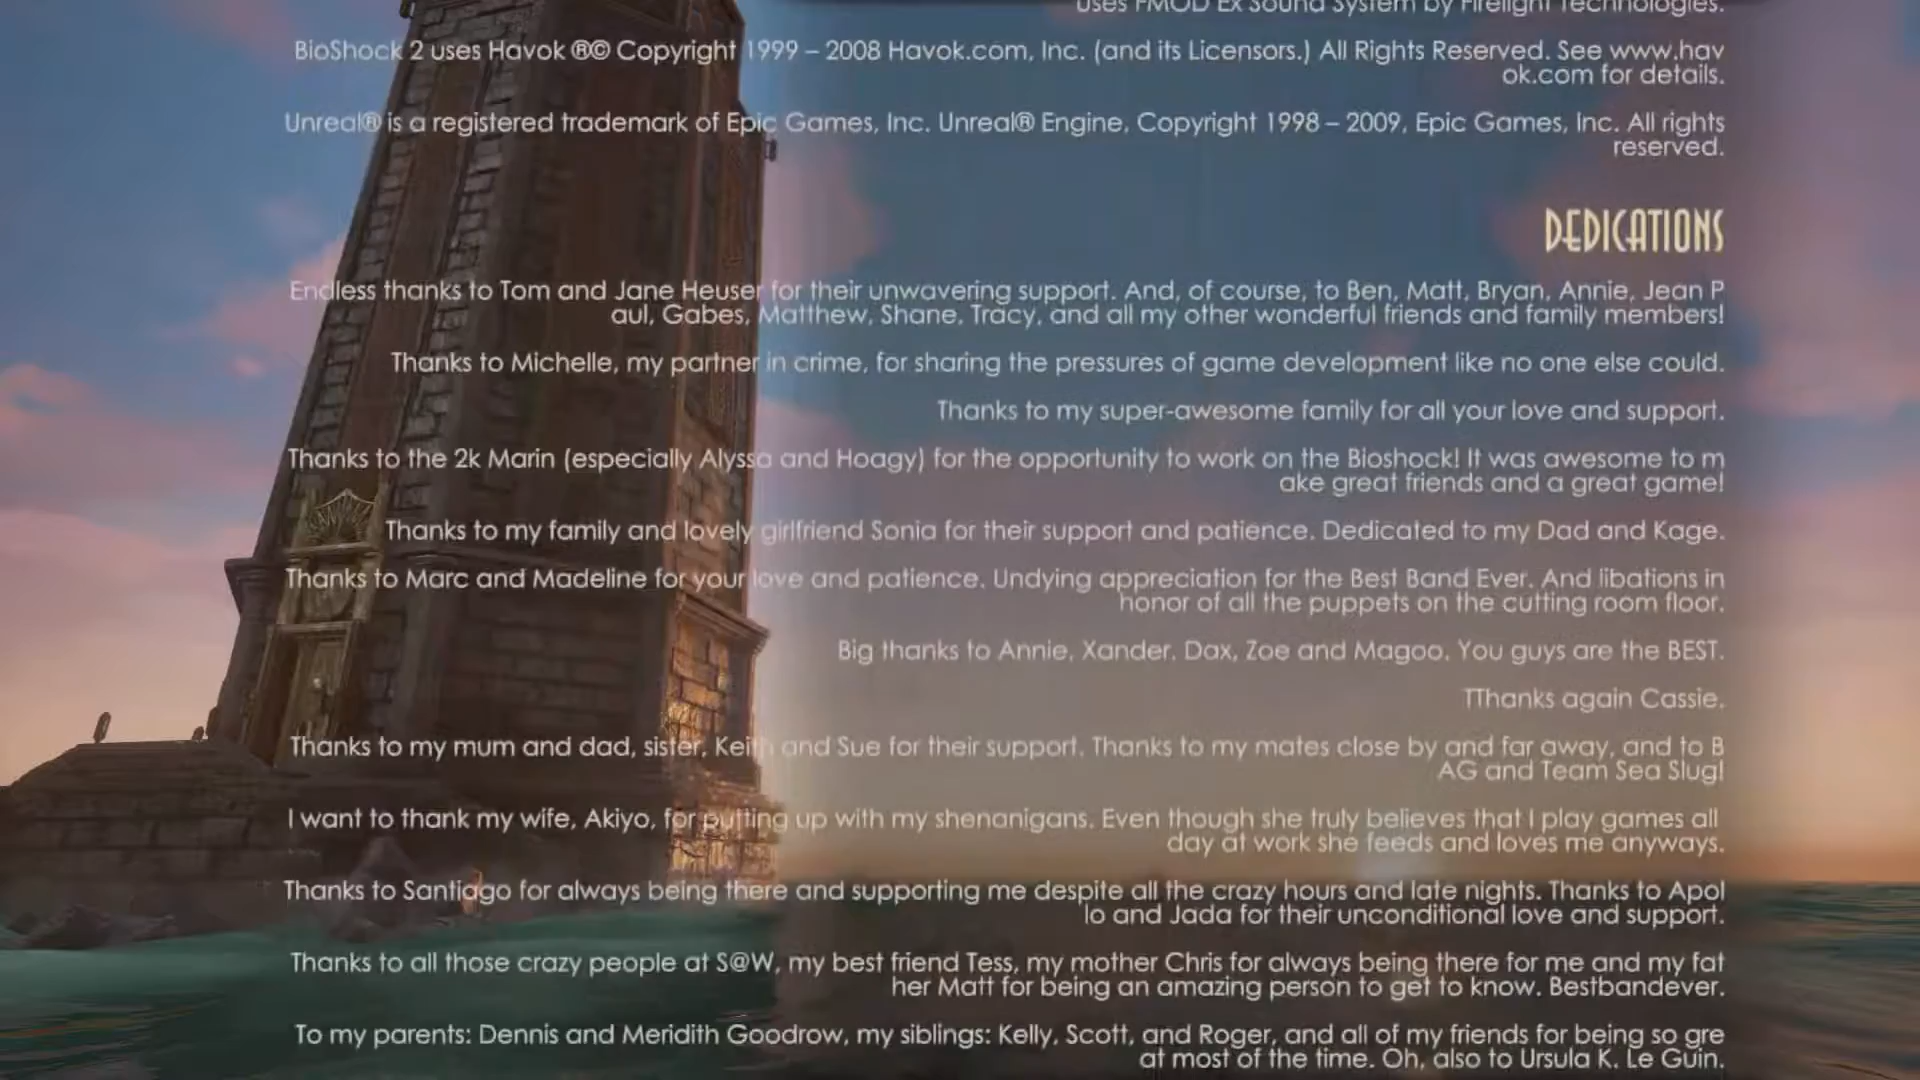 uses FMOD Ex Sound System by Firelight Technologies.
BioShock 2 uses Havok ®© Copyright 1999 – 2008 Havok.com, Inc. (and its Licensors.) All Rights Reserved. See www.hav
ok.com for details.
Unreal® is a registered trademark of Epic Games, Inc. Unreal® Engine, Copyright 1998 – 2009, Epic Games, Inc. All rights
reserved.
DEDICATIONS
Endless thanks to Tom and Jane Heuser for their unwavering support. And, of course, to Ben, Matt, Bryan, Annie, Jean P
aul, Gabes, Matthew, Shane, Tracy, and all my other wonderful friends and family members!
Thanks to Michelle, my partner in crime, for sharing the pressures of game development like no one else could.
Thanks to my super-awesome family for all your love and support.
Thanks to the 2k Marin (especially Alyssa and Hoagy) for the opportunity to work on the Bioshock! It was awesome to m
ake great friends and a great game!
Thanks to my family and lovely girlfriend Sonia for their support and patience. Dedicated to my Dad and Kage.
Thanks to Marc and Madeline for your love and patience. Undying appreciation for the Best Band Ever. And libations in
honor of all the puppets on the cutting room floor.
Big thanks to Annie, Xander, Dax, Zoe and Magoo. You guys are the BEST.
TThanks again Cassie.
Thanks to my mum and dad, sister, Keith and Sue for their support. Thanks to my mates close by and far away, and to B
AG and Team Sea Slug!
I want to thank my wife, Akiyo, for putting up with my shenanigans. Even though she truly believes that I play games all
day at work she feeds and loves me anyways.
Thanks to Santiago for always being there and supporting me despite all the crazy hours and late nights. Thanks to Apol
lo and Jada for their unconditional love and support.
Thanks to all those crazy people at S@W, my best friend Tess, my mother Chris for always being there for me and my fat
her Matt for being an amazing person to get to know. Bestbandever.
To my parents: Dennis and Meridith Goodrow, my siblings: Kelly, Scott, and Roger, and all of my friends for being so gre
at most of the time. Oh, also to Ursula K. Le Guin.